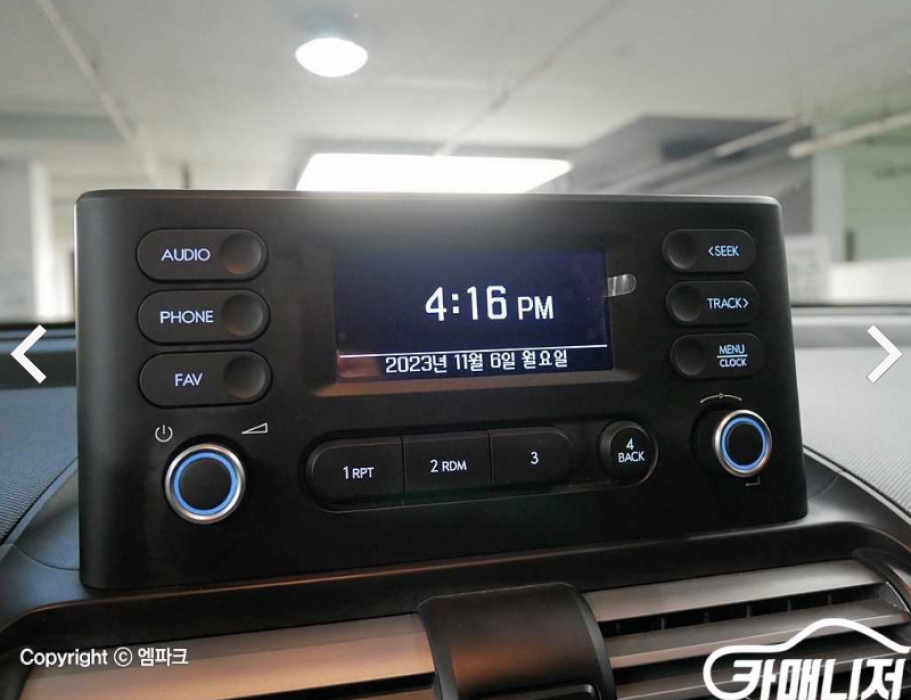 AUDIO
<SEEK
4:16 PM
PHONE
TRACK>
2023년 11월 6일 월요일
MENU
CLOCK
FAV
1 RPT
2 RDM
3
4
BACK
Copyright ⓒ 엠파크
카매니저